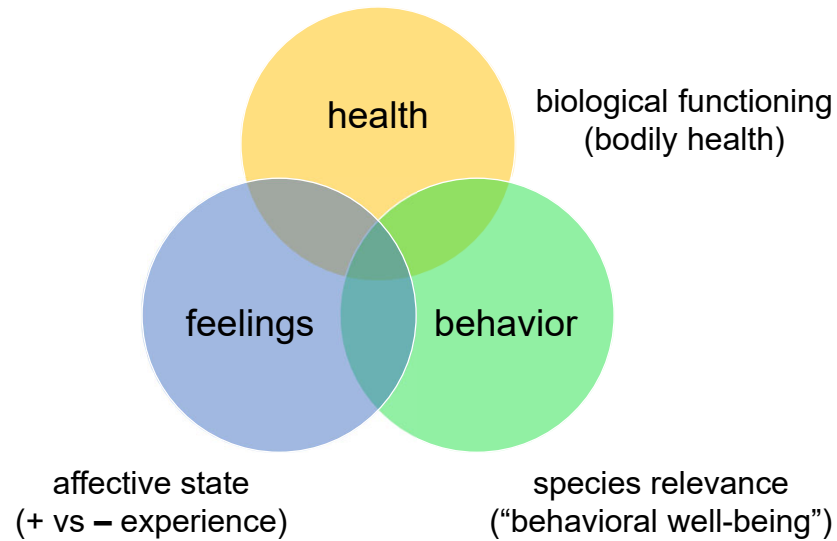 health
biological functioning
(bodily health)
feelings
behavior
affective state
(+ vs – experience)
species relevance
(“behavioral well-being”)